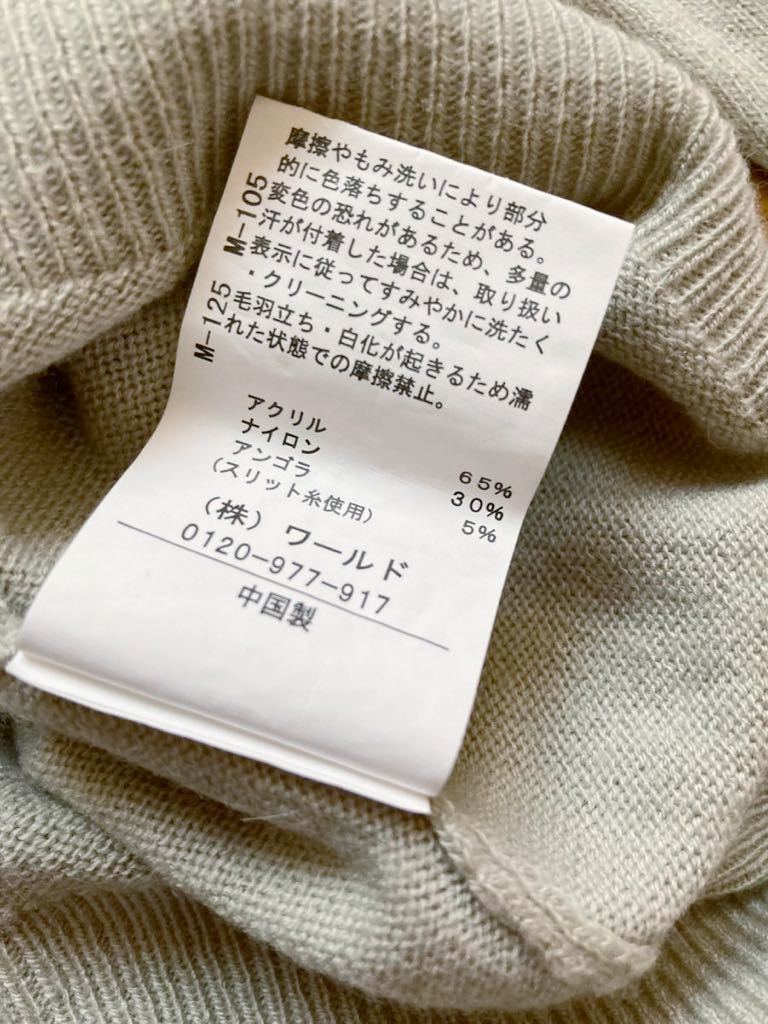 摩擦やもみ洗いにより部分
的に色落ちすることがある。
M-105 変色の恐れがあるため、多量の
汗が付着した場合は、取り扱い
表示に従ってすみやかに洗たく
・クリーニングする。
M-125 毛羽立ち・白化が起きるため濡
れた状態での摩擦禁止。
アクリル 65%
ナイロン 30%
アンゴラ 5%
(スリット糸使用)
(株) ワールド
0120-977-917
中国製